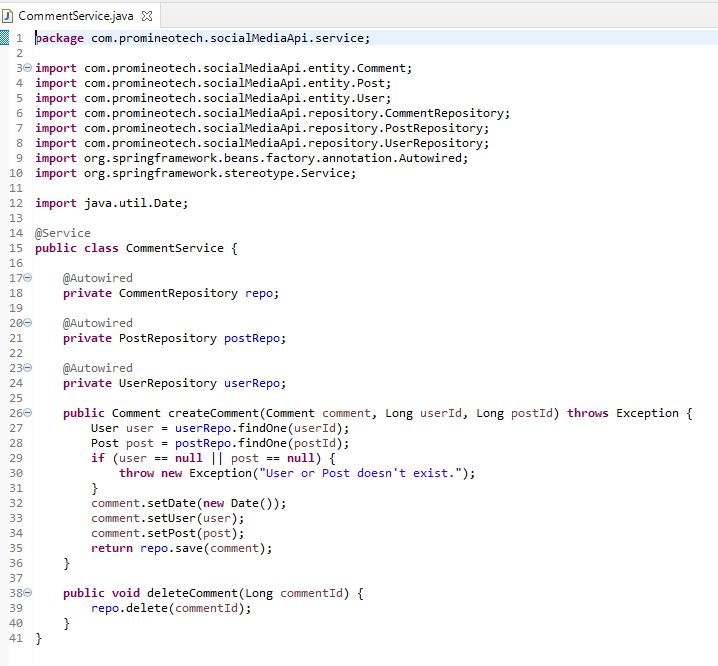 CommentService.java
1 package com.promineotech.socialMediaApi.service;
2
3 import com.promineotech.socialMediaApi.entity.Comment;
4 import com.promineotech.socialMediaApi.entity.Post;
5 import com.promineotech.socialMediaApi.entity.User;
6 import com.promineotech.socialMediaApi.repository.CommentRepository;
7 import com.promineotech.socialMediaApi.repository.PostRepository;
8 import com.promineotech.socialMediaApi.repository.UserRepository;
9 import org.springframework.beans.factory.annotation.Autowired;
10 import org.springframework.stereotype.Service;
11
12 import java.util.Date;
13
14 @Service
15 public class CommentService {
16
17     @Autowired
18     private CommentRepository repo;
19
20     @Autowired
21     private PostRepository postRepo;
22
23     @Autowired
24     private UserRepository userRepo;
25
26     public Comment createComment(Comment comment, Long userId, Long postId) throws Exception {
27         User user = userRepo.findOne(userId);
28         Post post = postRepo.findOne(postId);
29         if (user == null || post == null) {
30             throw new Exception("User or Post doesn't exist.");
31         }
32         comment.setDate(new Date());
33         comment.setUser(user);
34         comment.setPost(post);
35         return repo.save(comment);
36     }
37
38     public void deleteComment(Long commentId) {
39         repo.delete(commentId);
40     }
41 }